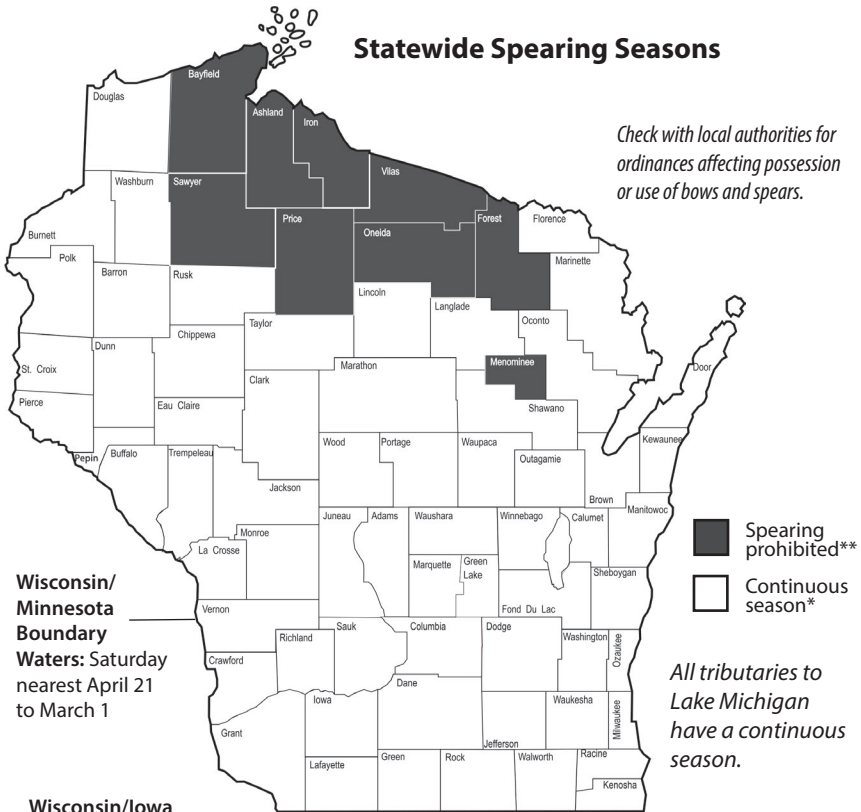 Statewide Spearing Seasons
Check with local authorities for
ordinances affecting possession
or use of bows and spears.
Bayfield
Douglas
Ashland
Iron
Vilas
Washburn
Sawyer
Price
Oneida
Forest
Florence
Burnett
Polk
Barron
Rusk
Marinette
Lincoln
Langlade
Oconto
Taylor
Chippewa
Dunn
Marathon
Menominee
Door
St. Croix
Clark
Pierce
Eau Claire
Shawano
Pepin
Buffalo
Trempeleau
Wood
Portage
Waupaca
Outagamie
Kewaunee
Jackson
Brown
Manitowoc
Juneau
Adams
Waushara
Winnebago
Calumet
Monroe
La Crosse
Marquette
Green
Lake
Sheboygan
Fond Du Lac
Spearing
prohibited**
Continuous
season*
Wisconsin/
Minnesota
Boundary
Waters: Saturday
nearest April 21
to March 1
Vernon
Richland
Sauk
Columbia
Dodge
Washington
Ozaukee
Crawford
Dane
Iowa
Waukesha
Milwaukee
Grant
Jefferson
Lafayette
Green
Rock
Walworth
Racine
Kenosha
All tributaries to
Lake Michigan
have a continuous
season.
Wisconsin/Iowa